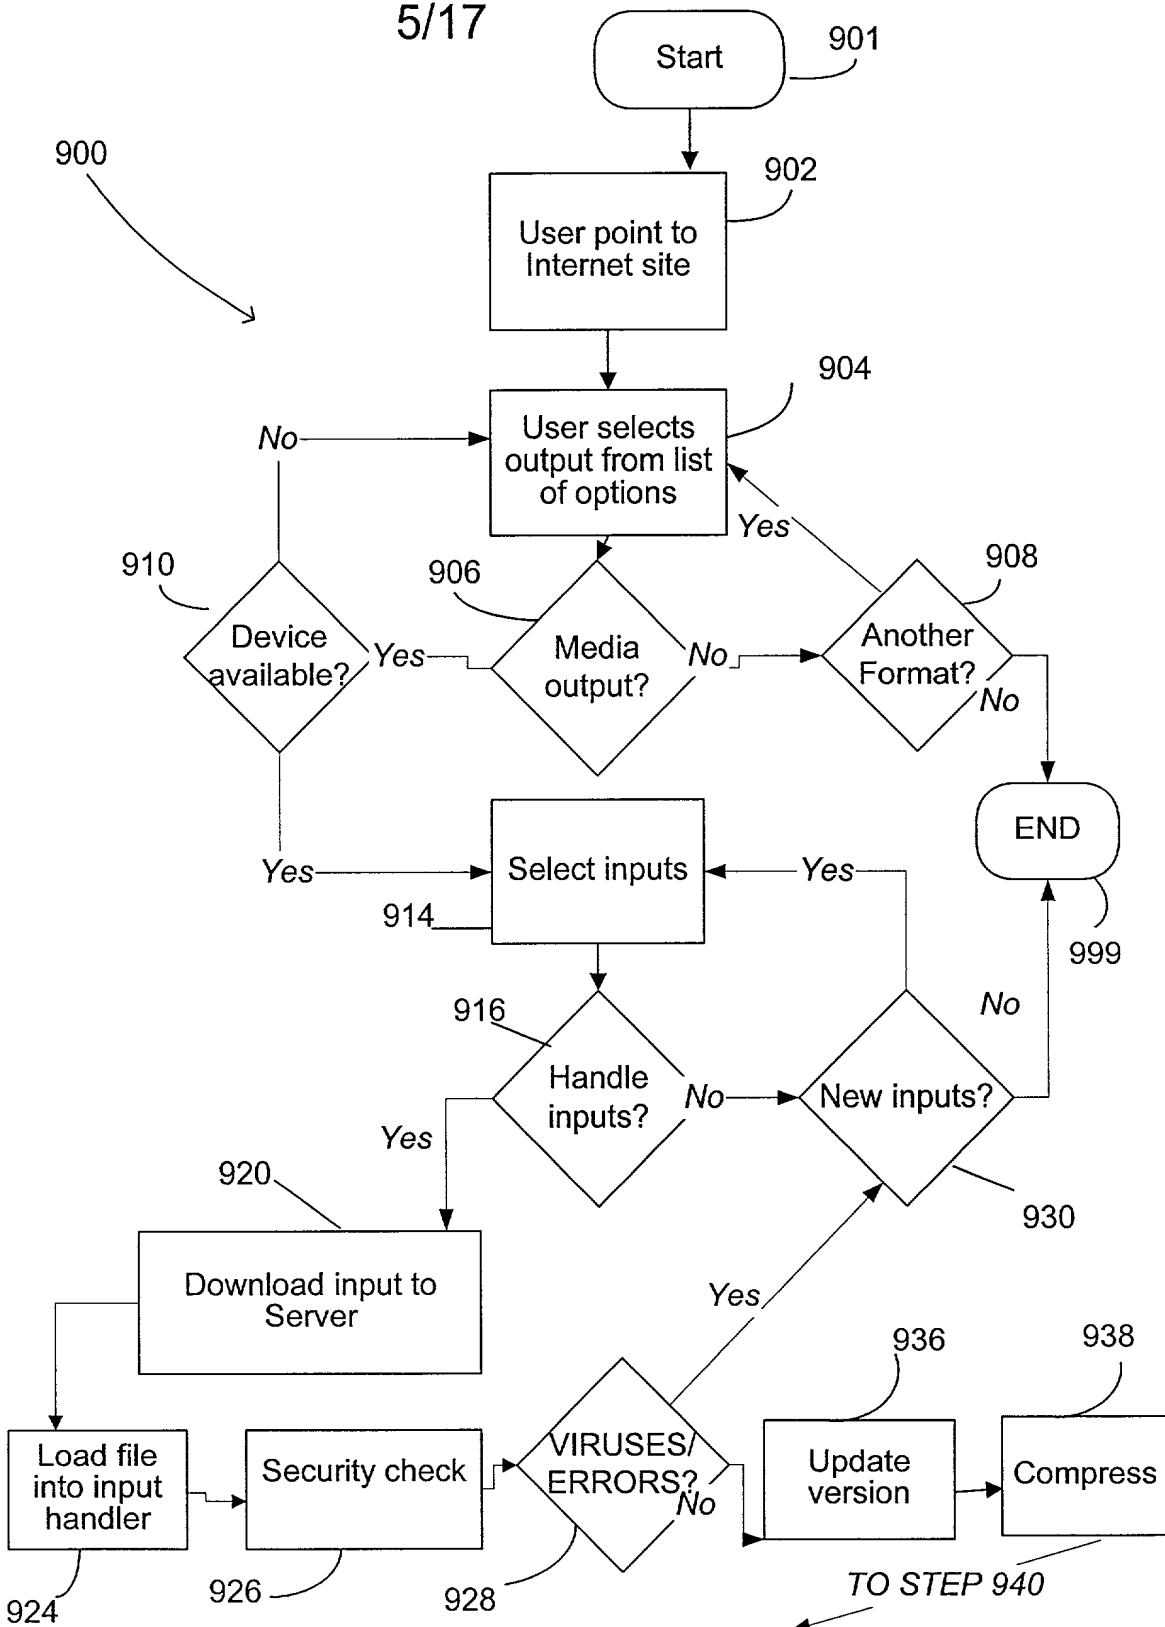 5/17
Start
901
900
902
User point to
Internet site
904
User selects
output from list
of options
No
Yes
910
906
908
Device
available?
Yes
Media
output?
No
Another
Format?
No
END
999
Yes
Select inputs
Yes
914
916
Handle
inputs?
No
New inputs?
No
Yes
930
920
Download input to
Server
Yes
936
938
Load file
into input
handler
Security check
VIRUSES/
ERRORS?
No
Update
version
Compress
924
926
928
TO STEP 940